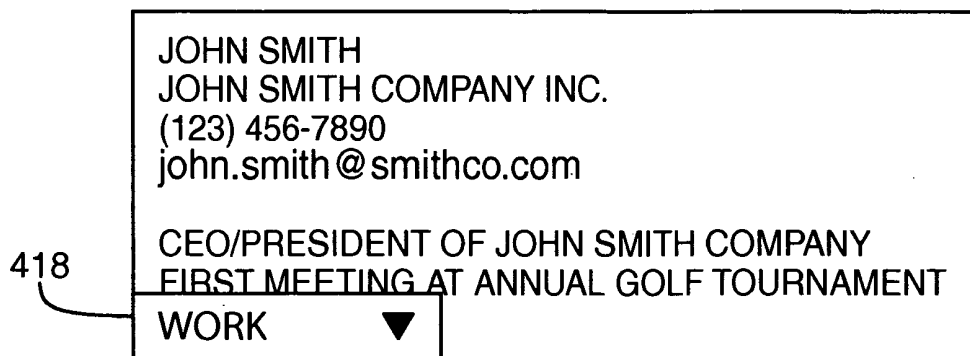 JOHN SMITH
JOHN SMITH COMPANY INC.
(123) 456-7890
john.smith@smithco.com
CEO/PRESIDENT OF JOHN SMITH COMPANY
FIRST MEETING AT ANNUAL GOLF TOURNAMENT
418
WORK